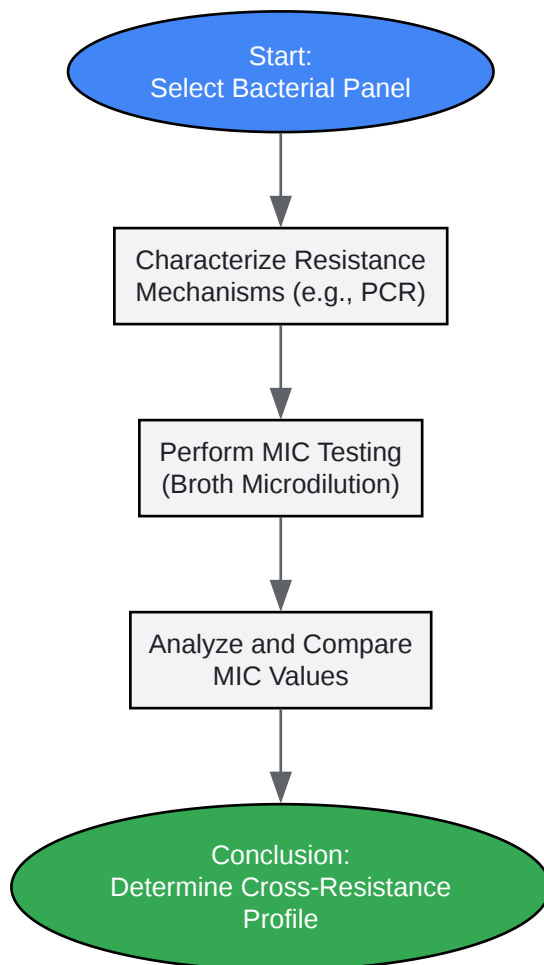 Start:
Select Bacterial Panel
Characterize Resistance
Mechanisms (e.g., PCR)
Perform MIC Testing
(Broth Microdilution)
Analyze and Compare
MIC Values
Conclusion:
Determine Cross-Resistance
Profile